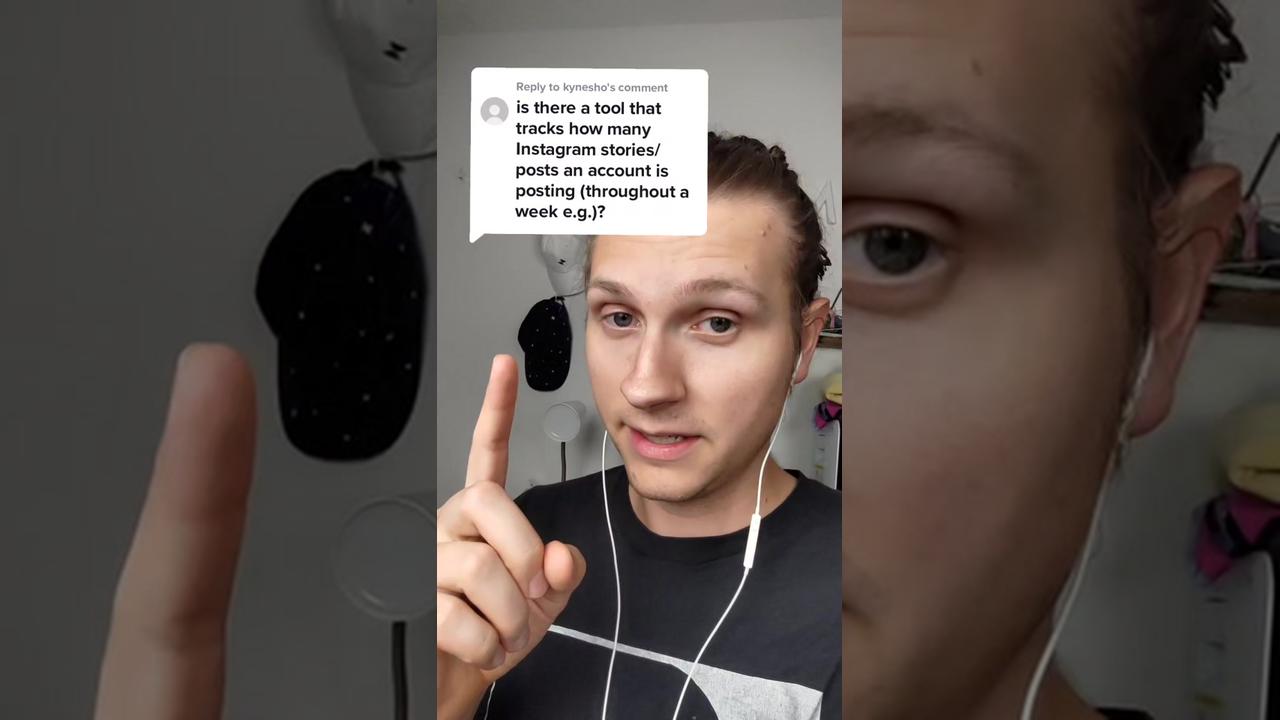 Reply to kynesho's comment
is there a tool that
tracks how many
Instagram stories/
posts an account is
posting (throughout a
week e.g.)?